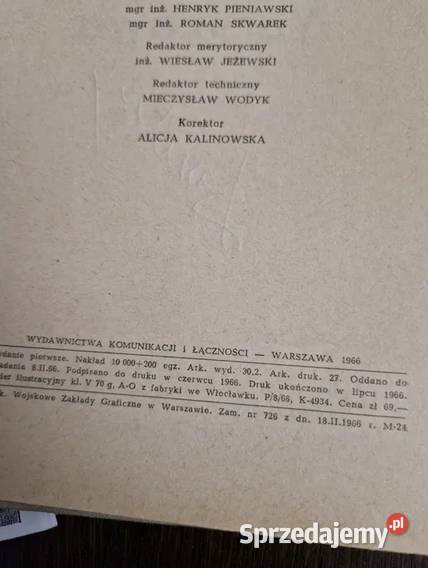 mgr inż. HENRYK PIENIAWSKI
mgr inż. ROMAN SKWAREK
Redaktor merytoryczny
inż. WIESŁAW JEŻEWSKI
Redaktor techniczny
MIECZYSŁAW WODYK
Korektor
ALICJA KALINOWSKA
WYDAWNICTWA KOMUNIKACJI i ŁĄCZNOŚCI — WARSZAWA 1966
danie pierwsze. Nakład 10 000+200 egz. Ark. wyd. 30,2. Ark. druk. 27. Oddano do
adania 8.II.66. Podpisano do druku w czerwcu 1966. Druk ukończono w lipcu 1966.
ier ilustracyjny kl. V 70 g, A-O z fabryki we Włocławku. P/8/66, K-4934. Cena zł 69,—
k. Wojskowe Zakłady Graficzne w Warszawie. Zam. nr 726 z dn. 18.II.1966 r. M-24
Sprzedajemy.pl